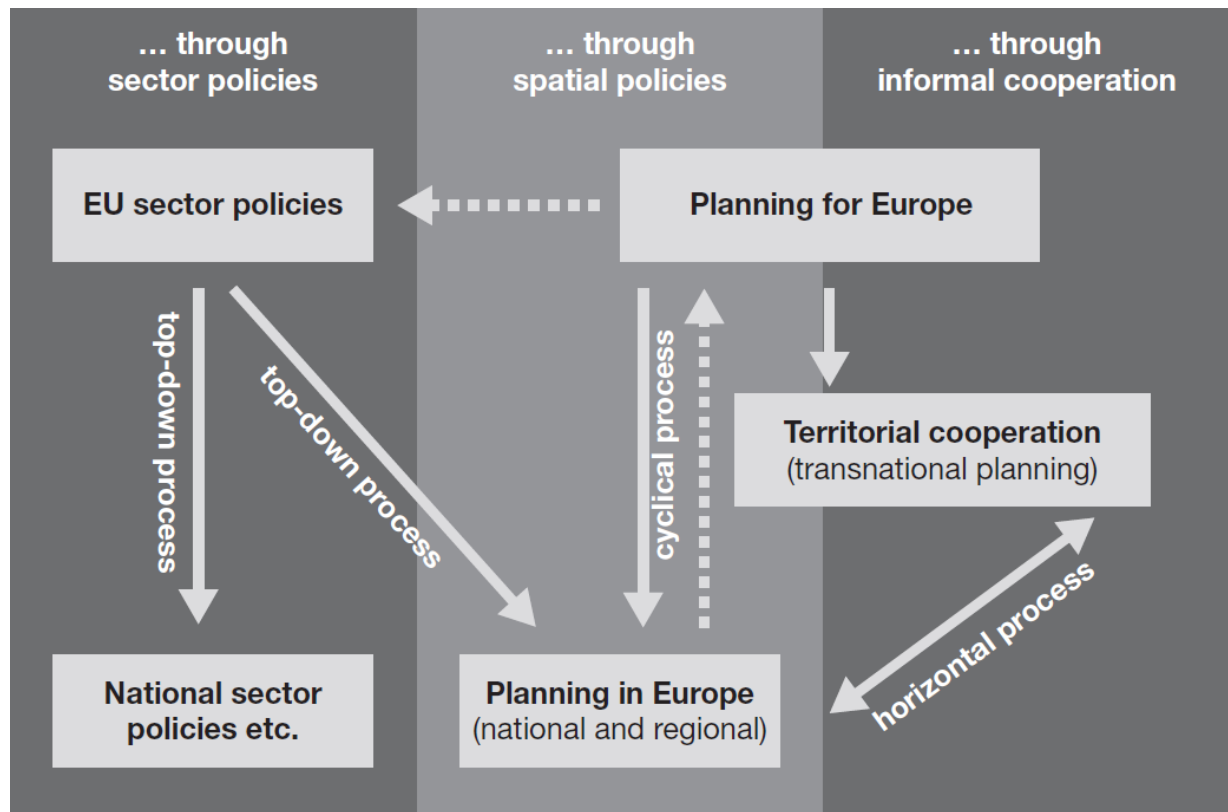 ... through
sector policies
... through
spatial policies
... through
informal cooperation
EU sector policies
Planning for Europe
top-down process
top-down process
cyclical process
Territorial cooperation
(transnational planning)
horizontal process
National sector
policies etc.
Planning in Europe
(national and regional)